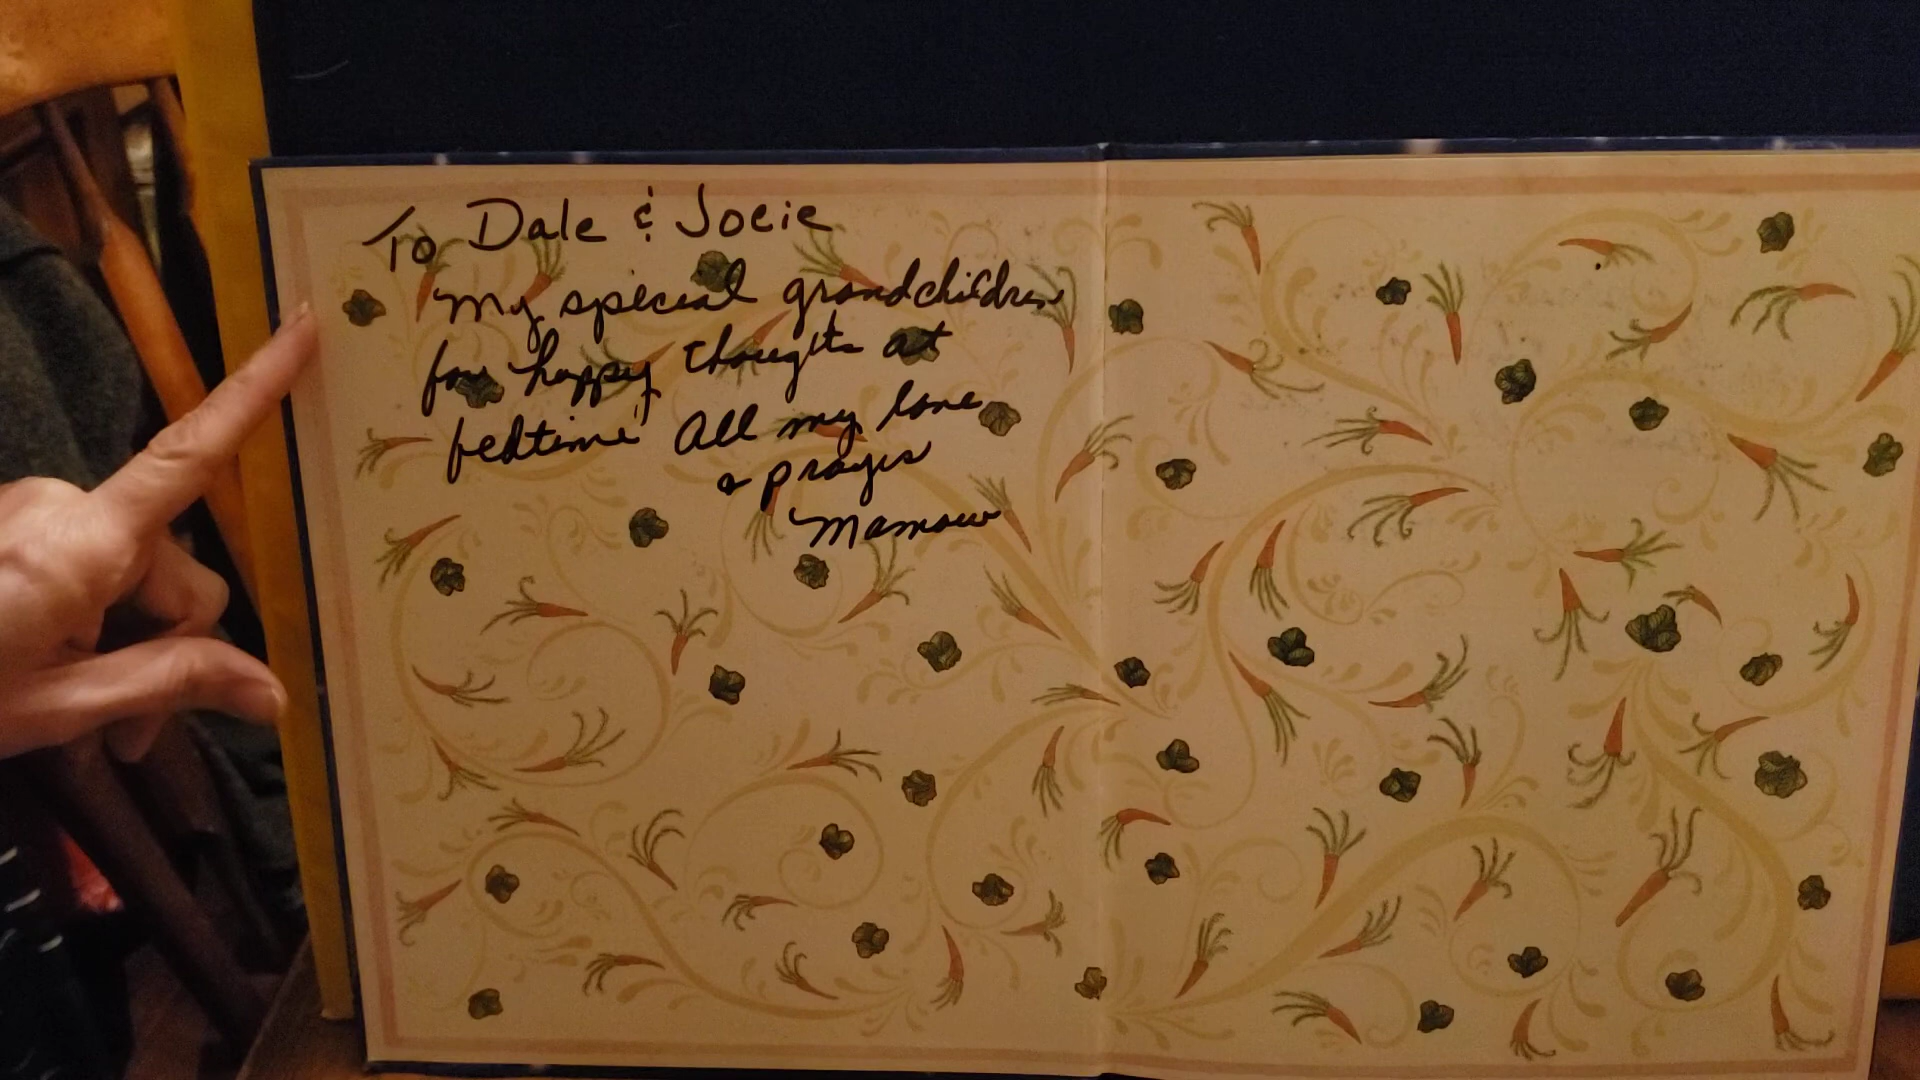 To Dale & Jocie
my special grandchildren
for happy thoughts at
bedtime! All my love
& prayers
Mamaw